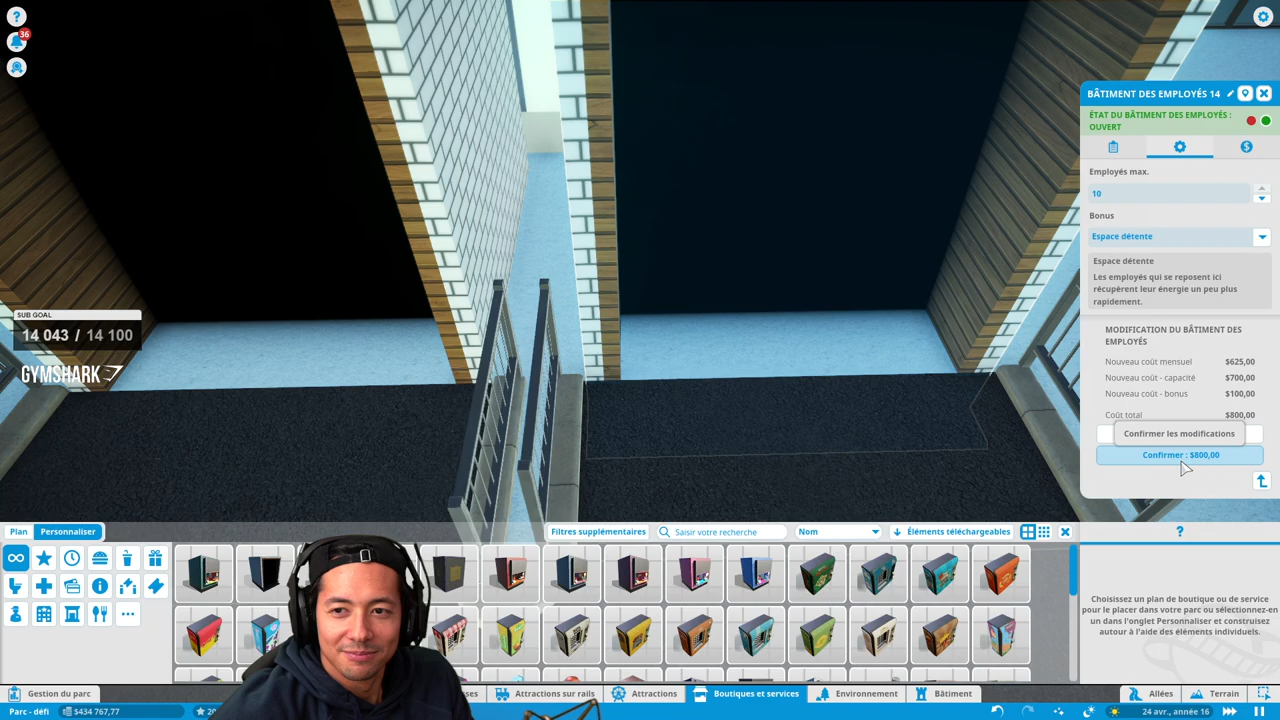 ?
36
SUB GOAL
14 043 / 14 100
GYMSHARK
BÂTIMENT DES EMPLOYÉS 14
ÉTAT DU BÂTIMENT DES EMPLOYÉS :
OUVERT
Employés max.
10
Bonus
Espace détente
Espace détente
Les employés qui se reposent ici
récupèrent leur énergie un peu plus
rapidement.
MODIFICATION DU BÂTIMENT DES
EMPLOYÉS
Nouveau coût mensuel $625,00
Nouveau coût - capacité $700,00
Nouveau coût - bonus $100,00
Coût total $800,00
Confirmer les modifications
Confirmer : $800,00
Plan Personnaliser
Filtres supplémentaires Saisir votre recherche Nom Éléments téléchargeables
?
Choisissez un plan de boutique ou de service
pour le placer dans votre parc ou sélectionnez-en
un dans l'onglet Personnaliser et construisez
autour à l'aide des éléments individuels.
Gestion du parc Attractions sur rails Attractions Boutiques et services Environnement Bâtiment Allées Terrain
Parc - défi $434 767,77 24 avr., année 16